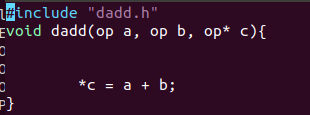 #include "dadd.h"
void dadd(op a, op b, op* c){
*c = a + b;
}